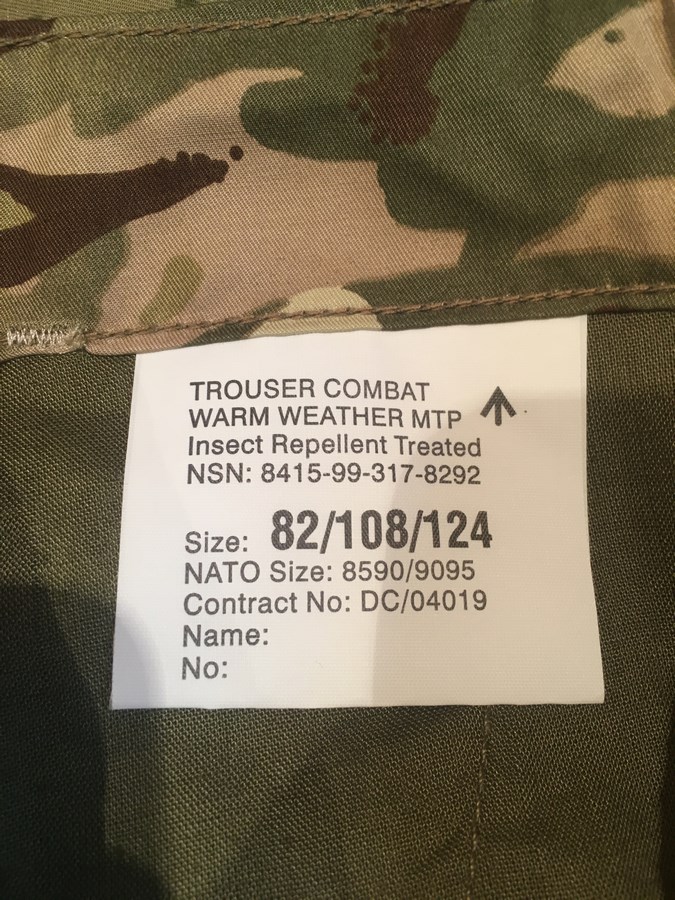 TROUSER COMBAT
WARM WEATHER MTP
Insect Repellent Treated
NSN: 8415-99-317-8292
Size: 82/108/124
NATO Size: 8590/9095
Contract No: DC/04019
Name:
No: